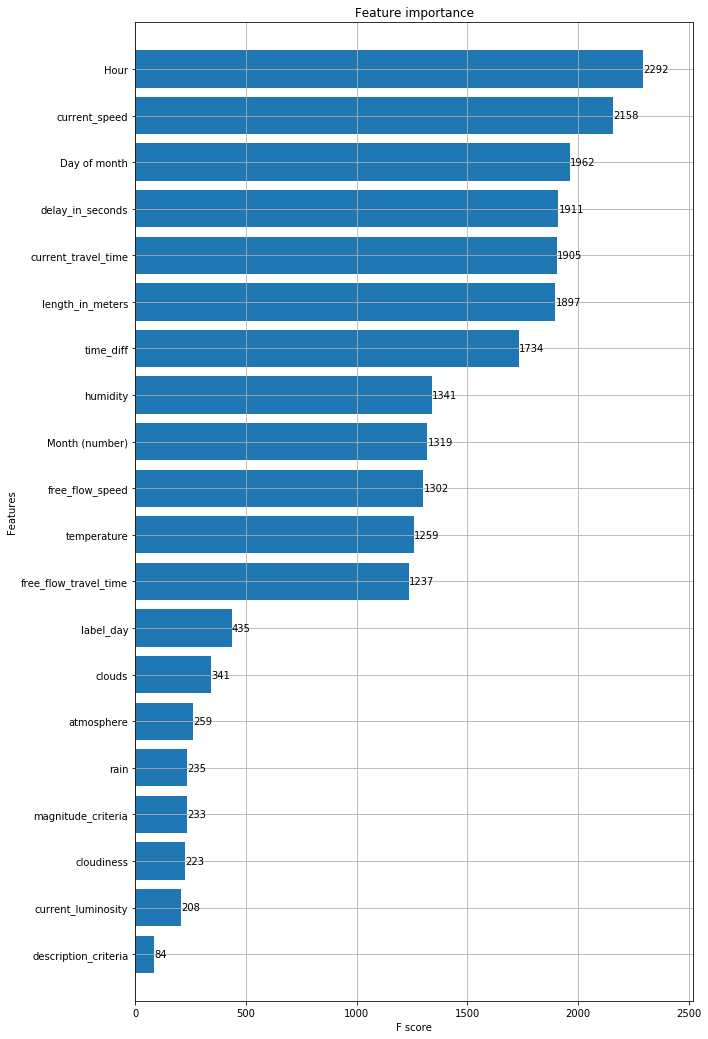 Feature importance
Hour 2292
current_speed 2158
Day of month 1962
delay_in_seconds 1911
current_travel_time 1905
length_in_meters 1897
time_diff 1734
humidity 1341
Month (number) 1319
free_flow_speed 1302
Features
temperature 1259
free_flow_travel_time 1237
label_day 435
clouds 341
atmosphere 259
rain 235
magnitude_criteria 233
cloudiness 223
current_luminosity 208
description_criteria 84
0 500 1000 1500 2000 2500
F score